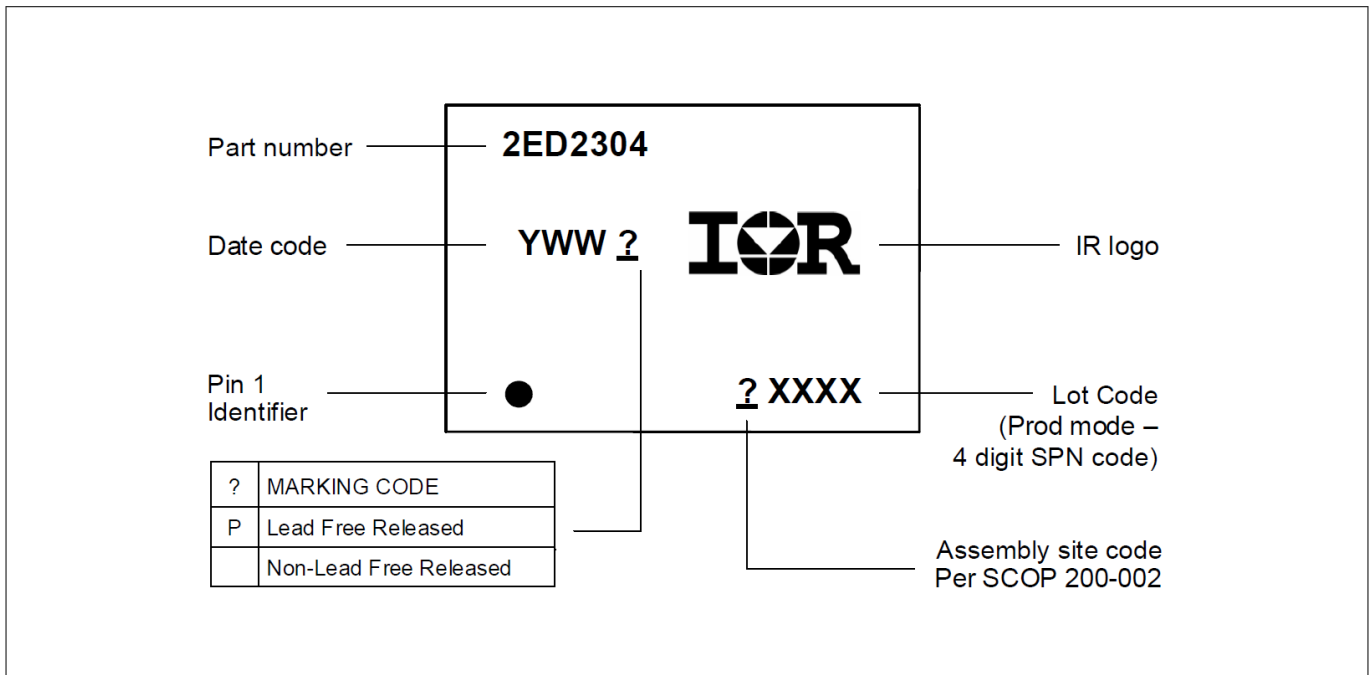 Part number
2ED2304
Date code
YWW ?
IOR
IR logo
Pin 1
Identifier
? XXXX
Lot Code
(Prod mode –
4 digit SPN code)
? MARKING CODE
P Lead Free Released
Non-Lead Free Released
Assembly site code
Per SCOP 200-002